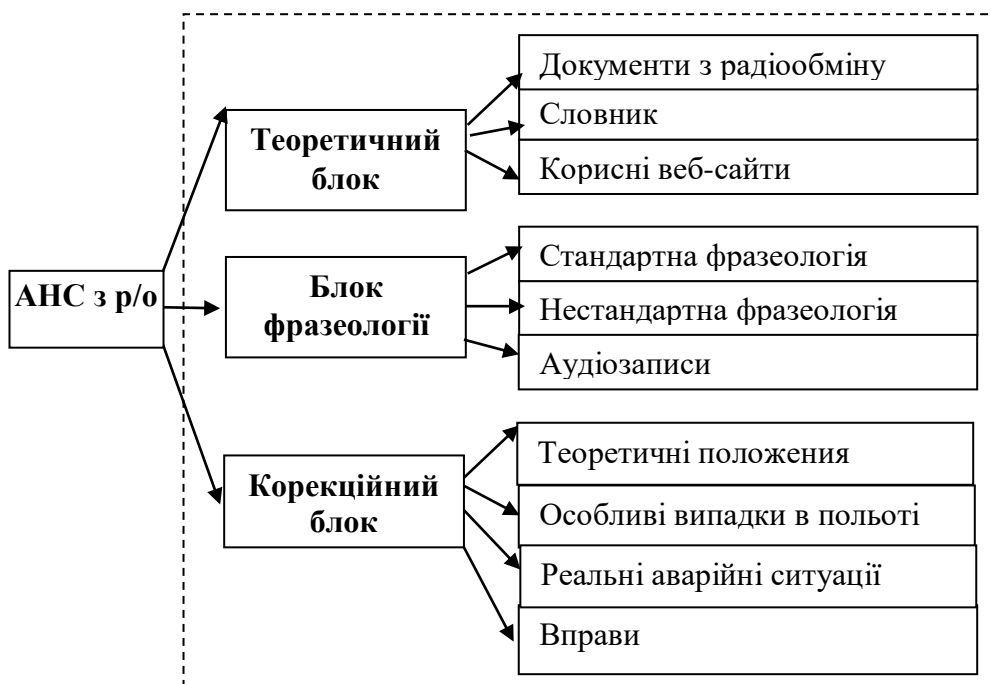 АНС з р/о
Теоретичний
блок
Документи з радіообміну
Словник
Корисні веб-сайти
Блок
фразеології
Стандартна фразеологія
Нестандартна фразеологія
Аудіозаписи
Корекційний
блок
Теоретичні положення
Особливі випадки в польоті
Реальні аварійні ситуації
Вправи